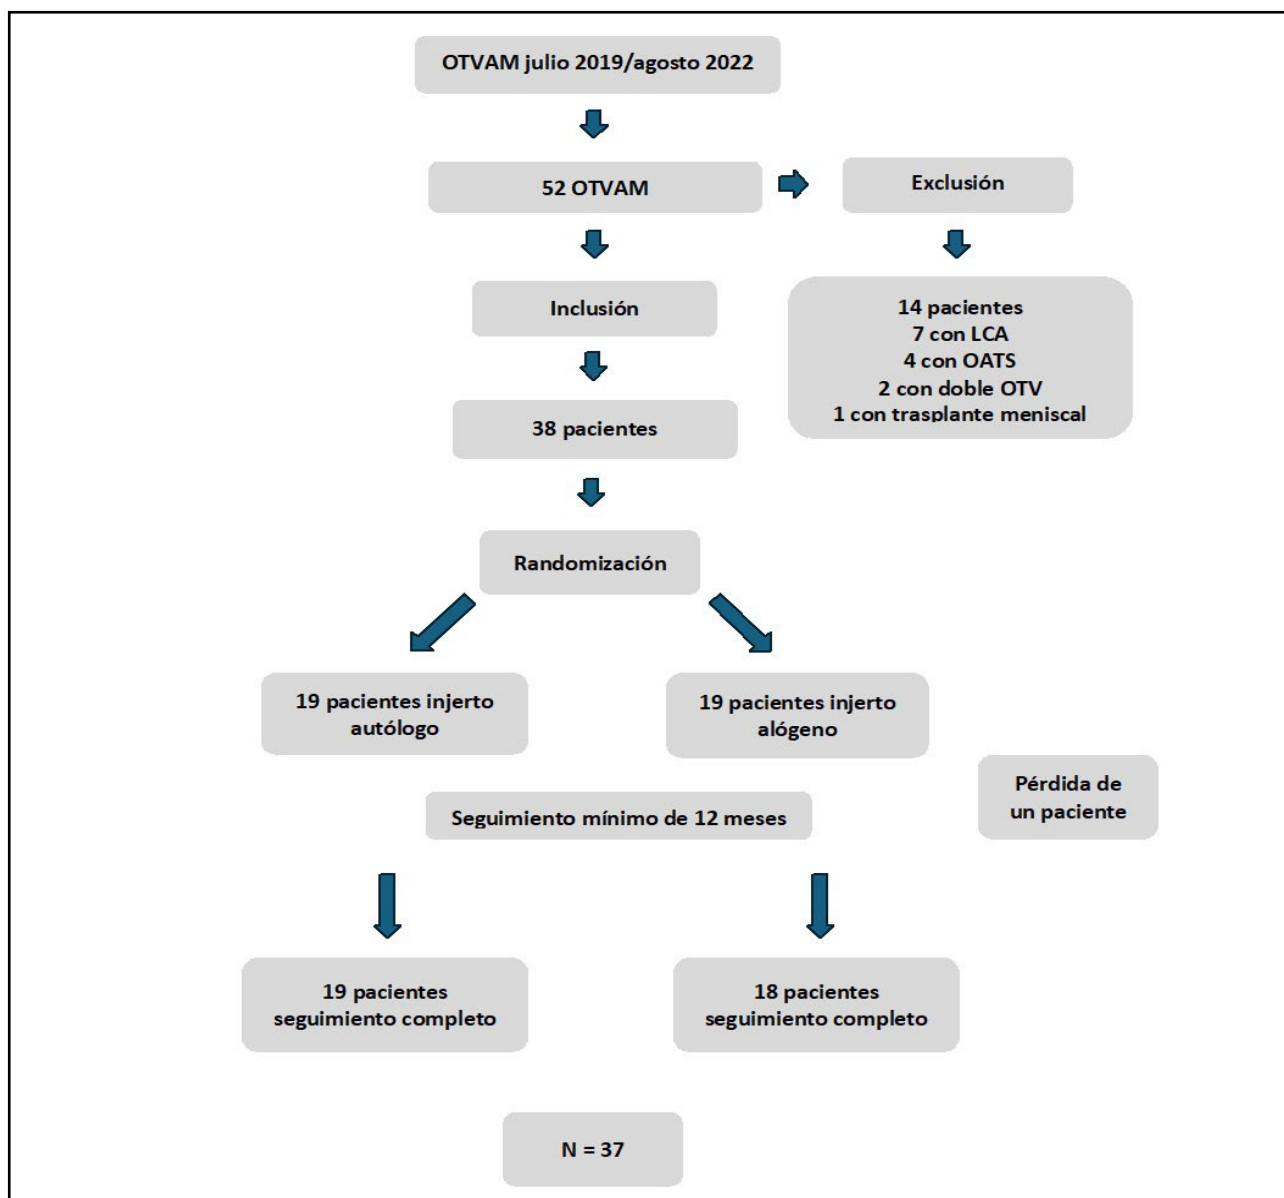 OTVAM julio 2019/agosto 2022
52 OTVAM
Exclusión
Inclusión
14 pacientes
7 con LCA
4 con OATS
2 con doble OTV
1 con trasplante meniscal
38 pacientes
Randomización
19 pacientes injerto
autólogo
19 pacientes injerto
alógeno
Pérdida de
un paciente
Seguimiento mínimo de 12 meses
19 pacientes
seguimiento completo
18 pacientes
seguimiento completo
N = 37